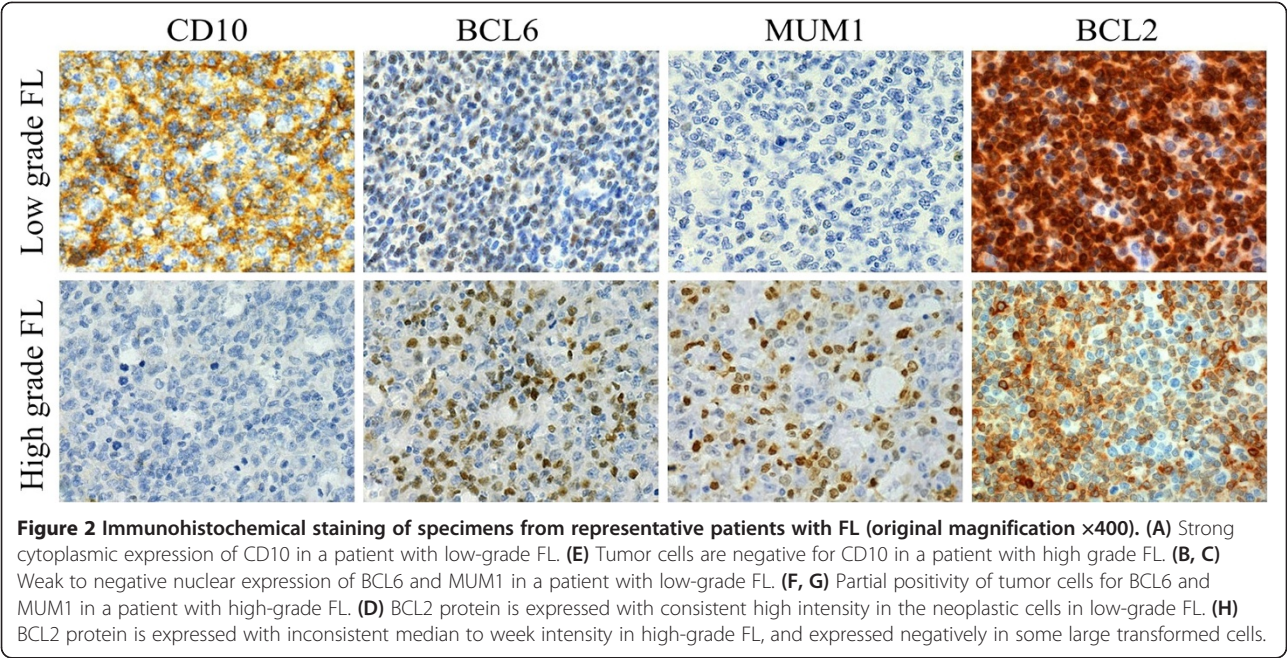 CD10 BCL6 MUM1 BCL2
Low grade FL
High grade FL
Figure 2 Immunohistochemical staining of specimens from representative patients with FL (original magnification ×400). (A) Strong
cytoplasmic expression of CD10 in a patient with low-grade FL. (E) Tumor cells are negative for CD10 in a patient with high grade FL. (B, C)
Weak to negative nuclear expression of BCL6 and MUM1 in a patient with low-grade FL. (F, G) Partial positivity of tumor cells for BCL6 and
MUM1 in a patient with high-grade FL. (D) BCL2 protein is expressed with consistent high intensity in the neoplastic cells in low-grade FL. (H)
BCL2 protein is expressed with inconsistent median to week intensity in high-grade FL, and expressed negatively in some large transformed cells.